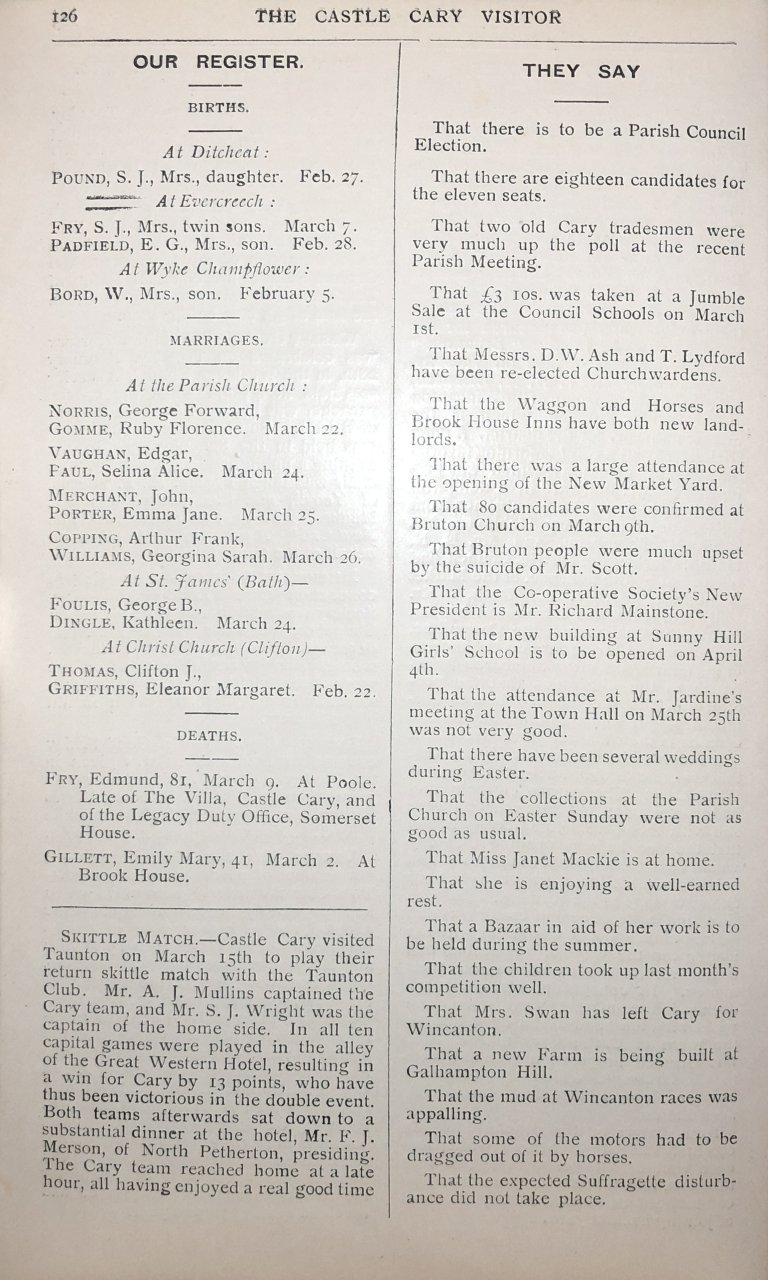 126
THE CASTLE CARY VISITOR
OUR REGISTER.
BIRTHS.
At Ditcheat :
POUND, S. J., Mrs., daughter. Feb. 27.
At Evercreech :
FRY, S. J., Mrs., twin sons. March 7.
PADFIELD, E. G., Mrs., son. Feb. 28.
At Wyke Champflower :
BORD, W., Mrs., son. February 5.
MARRIAGES.
At the Parish Church :
NORRIS, George Forward,
GOMME, Ruby Florence. March 22.
VAUGHAN, Edgar,
FAUL, Selina Alice. March 24.
MERCHANT, John,
PORTER, Emma Jane. March 25.
COPPING, Arthur Frank,
WILLIAMS, Georgina Sarah. March 26.
At St. James' (Bath)—
FOULIS, George B.,
DINGLE, Kathleen. March 24.
At Christ Church (Clifton)—
THOMAS, Clifton J.,
GRIFFITHS, Eleanor Margaret. Feb. 22.
DEATHS.
FRY, Edmund, 81, March 9. At Poole.
Late of The Villa, Castle Cary, and
of the Legacy Duty Office, Somerset
House.
GILLETT, Emily Mary, 41, March 2. At
Brook House.
SKITTLE MATCH.—Castle Cary visited
Taunton on March 15th to play their
return skittle match with the Taunton
Club. Mr. A. J. Mullins captained the
Cary team, and Mr. S. J. Wright was the
captain of the home side. In all ten
capital games were played in the alley
of the Great Western Hotel, resulting in
a win for Cary by 13 points, who have
thus been victorious in the double event.
Both teams afterwards sat down to a
substantial dinner at the hotel, Mr. F. J.
Merson, of North Petherton, presiding.
The Cary team reached home at a late
hour, all having enjoyed a real good time
THEY SAY
That there is to be a Parish Council
Election.
That there are eighteen candidates for
the eleven seats.
That two old Cary tradesmen were
very much up the poll at the recent
Parish Meeting.
That £3 10s. was taken at a Jumble
Sale at the Council Schools on March
1st.
That Messrs. D.W. Ash and T. Lydford
have been re-elected Churchwardens.
That the Waggon and Horses and
Brook House Inns have both new land-
lords.
That there was a large attendance at
the opening of the New Market Yard.
That 80 candidates were confirmed at
Bruton Church on March 9th.
That Bruton people were much upset
by the suicide of Mr. Scott.
That the Co-operative Society's New
President is Mr. Richard Mainstone.
That the new building at Sunny Hill
Girls' School is to be opened on April
4th.
That the attendance at Mr. Jardine's
meeting at the Town Hall on March 25th
was not very good.
That there have been several weddings
during Easter.
That the collections at the Parish
Church on Easter Sunday were not as
good as usual.
That Miss Janet Mackie is at home.
That she is enjoying a well-earned
rest.
That a Bazaar in aid of her work is to
be held during the summer.
That the children took up last month's
competition well.
That Mrs. Swan has left Cary for
Wincanton.
That a new Farm is being built at
Galhampton Hill.
That the mud at Wincanton races was
appalling.
That some of the motors had to be
dragged out of it by horses.
That the expected Suffragette disturb-
ance did not take place.